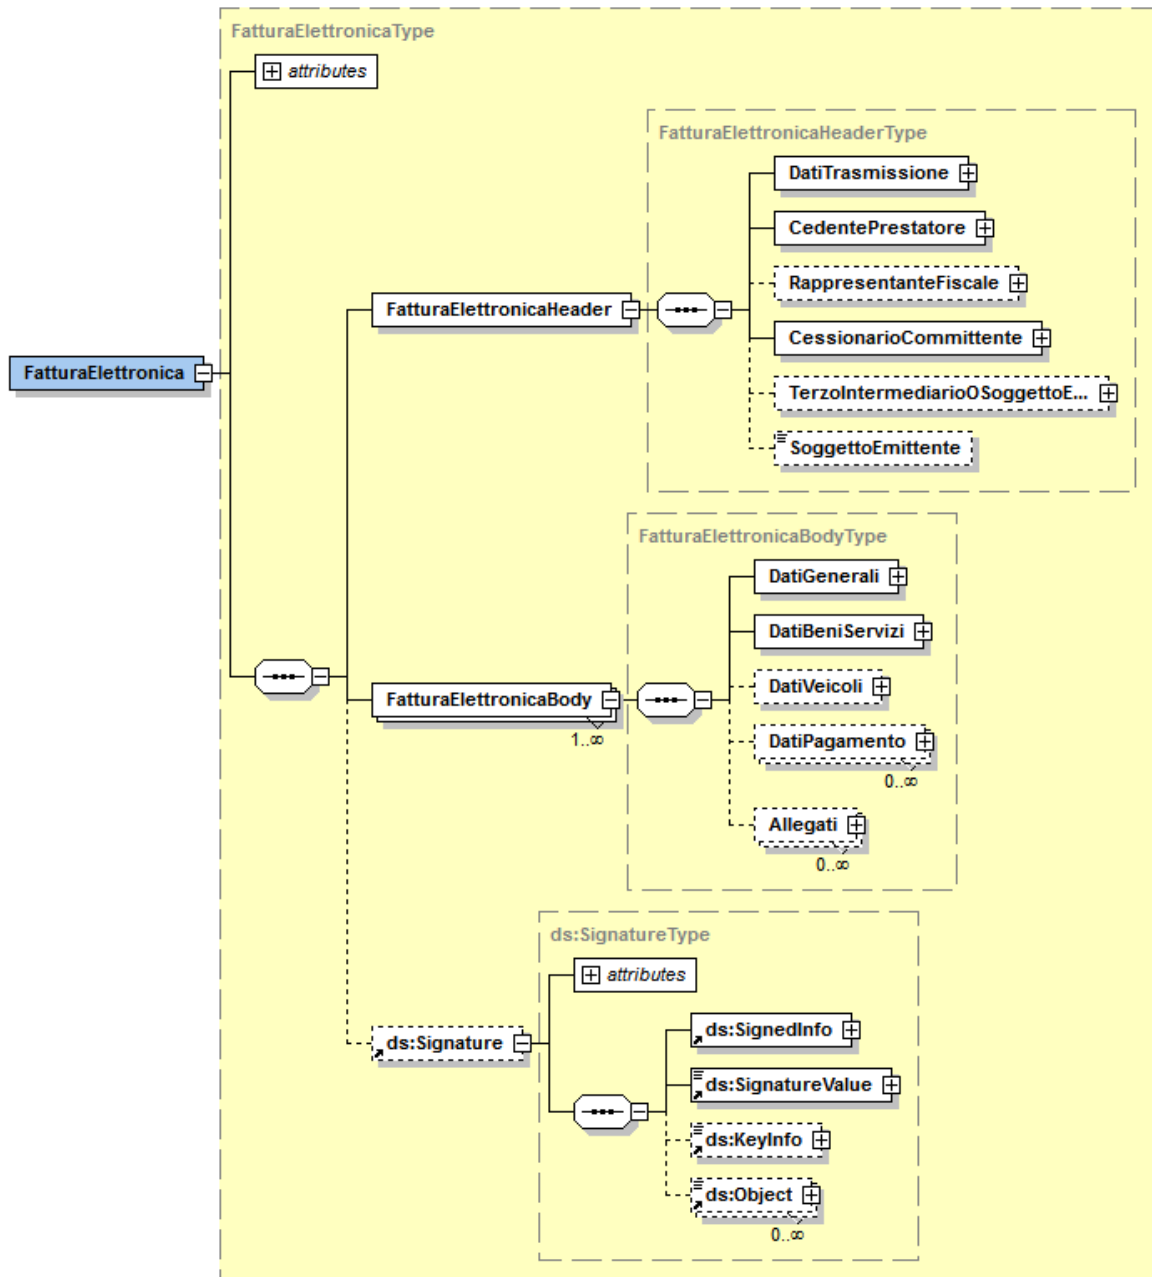 FatturaElettronicaType
attributes
FatturaElettronicaHeaderType
DatiTrasmissione
CedentePrestatore
RappresentanteFiscale
FatturaElettronicaHeader
CessionarioCommittente
FatturaElettronica
TerzoIntermediarioOSoggettoE...
SoggettoEmittente
FatturaElettronicaBodyType
DatiGenerali
DatiBeniServizi
DatiVeicoli
FatturaElettronicaBody
1..∞
DatiPagamento
0..∞
Allegati
0..∞
ds:SignatureType
attributes
ds:Signature
ds:SignedInfo
ds:SignatureValue
ds:KeyInfo
ds:Object
0..∞